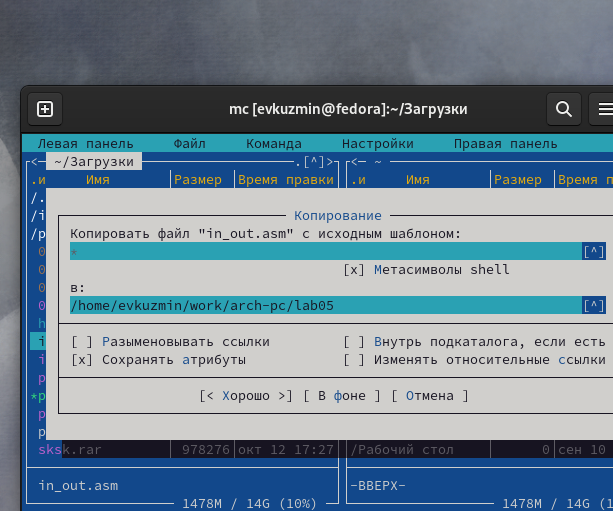 mc [evkuzmin@fedora]:~/Загрузки
Левая панель Файл Команда Настройки Правая панель
<─ ~/Загрузки .[^]> <─ ~
.и Имя Размер Время правки .и Имя Размер Время п
/.
/i
/p
Копирование
Копировать файл "in_out.asm" с исходным шаблоном:
* [^]
[x] Метасимволы shell
в:
/home/evkuzmin/work/arch-pc/lab05 [^]
[ ] Разыменовывать ссылки [ ] Внутрь подкаталога, если есть
[x] Сохранять атрибуты [ ] Изменять относительные ссылки
[< Хорошо >] [ В фоне ] [ Отмена ]
sksk.rar 978276 окт 12 17:27 /Рабочий стол 0 сен 10
in_out.asm -ВВЕРХ-
1478M / 14G (10%) 1478M / 14G (1